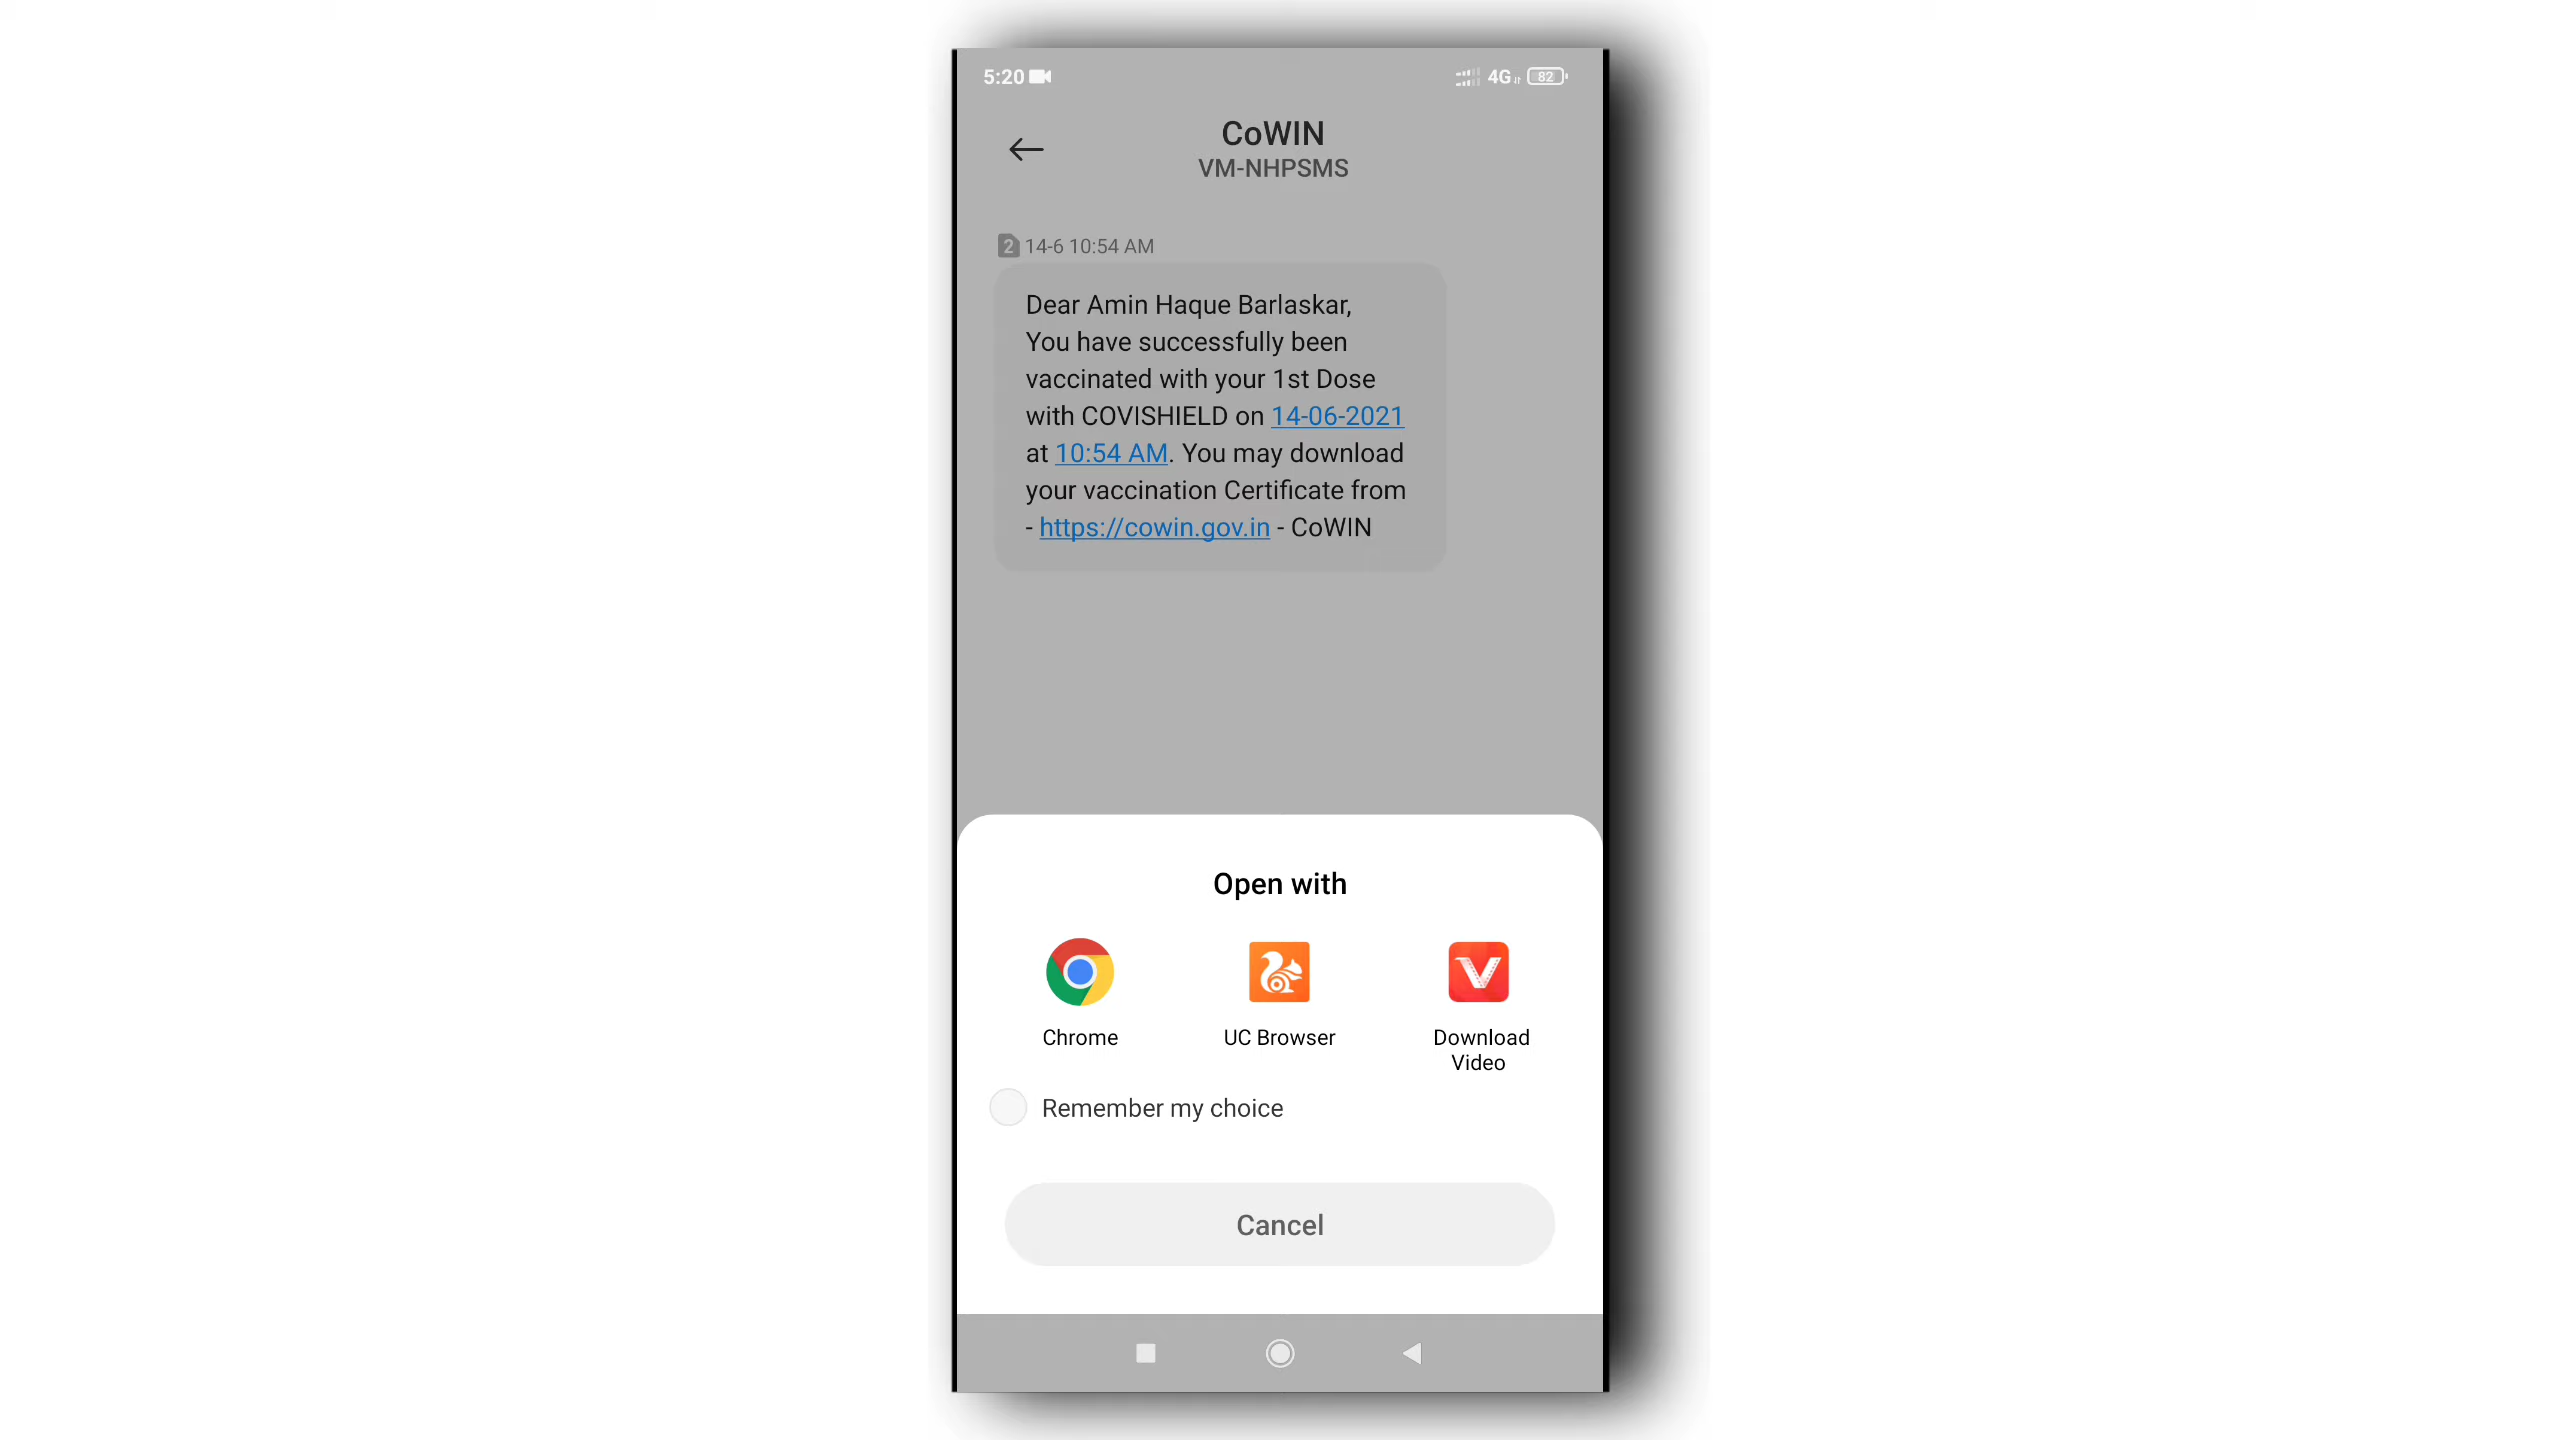 5:20
4G 82
CoWIN
VM-NHPSMS
2 14-6 10:54 AM
Dear Amin Haque Barlaskar,
You have successfully been
vaccinated with your 1st Dose
with COVISHIELD on 14-06-2021
at 10:54 AM. You may download
your vaccination Certificate from
- https://cowin.gov.in - CoWIN
Open with
Chrome
UC Browser
Download
Video
Remember my choice
Cancel